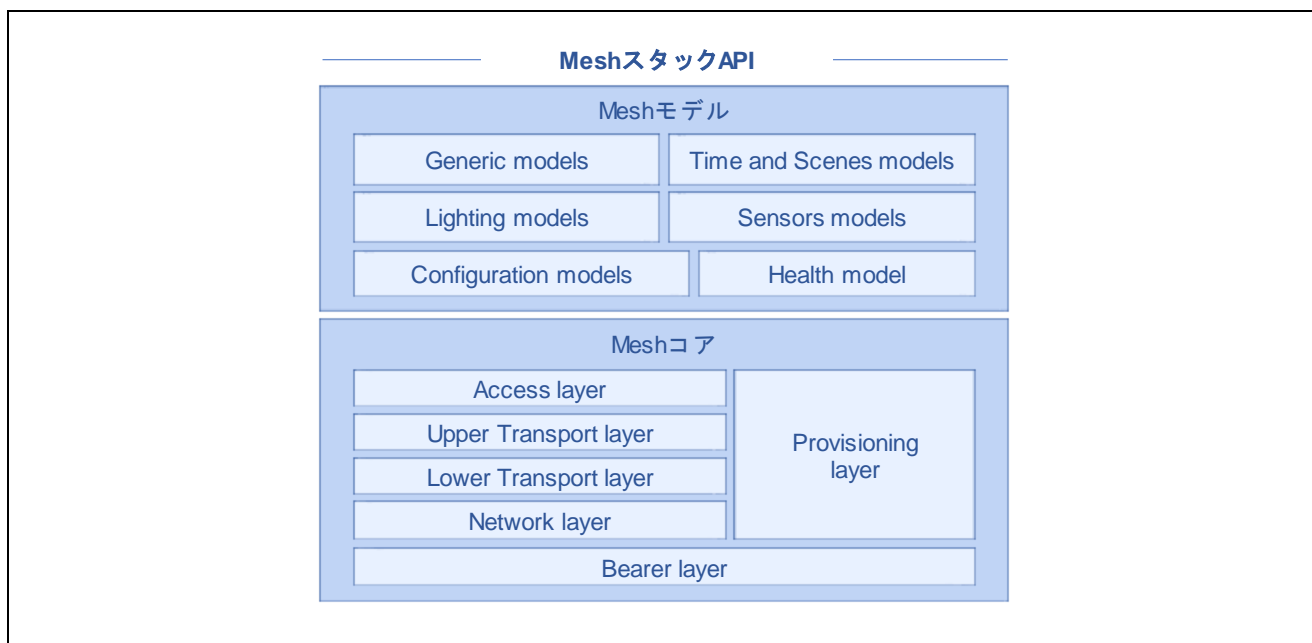 MeshスタックAPI
Meshモデル
Generic models
Time and Scenes models
Lighting models
Sensors models
Configuration models
Health model
Meshコア
Access layer
Upper Transport layer
Lower Transport layer
Network layer
Provisioning
layer
Bearer layer